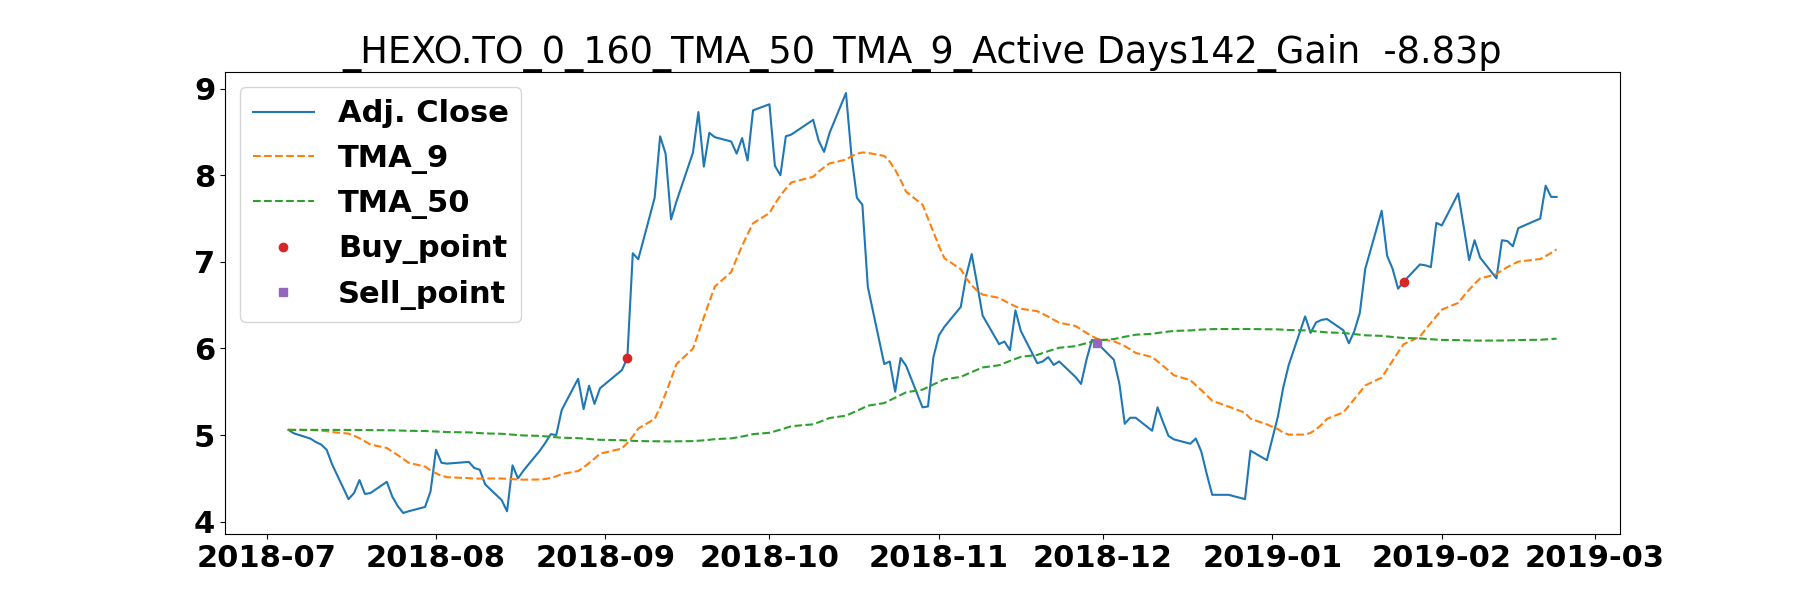 _HEXO.TO_0_160_TMA_50_TMA_9_Active Days142_Gain  -8.83p
9
8
7
6
5
4
Adj. Close
TMA_9
TMA_50
Buy_point
Sell_point
2018-07 2018-08 2018-09 2018-10 2018-11 2018-12 2019-01 2019-02 2019-03